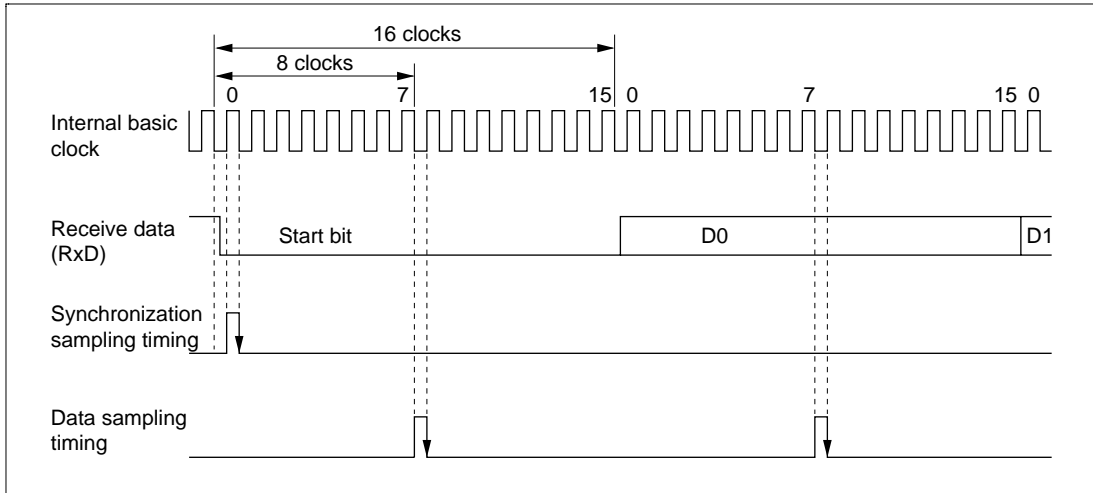 16 clocks
8 clocks
0 7 15 0 7 15 0
Internal basic
clock
Receive data
(RxD)
Start bit D0 D1
Synchronization
sampling timing
Data sampling
timing